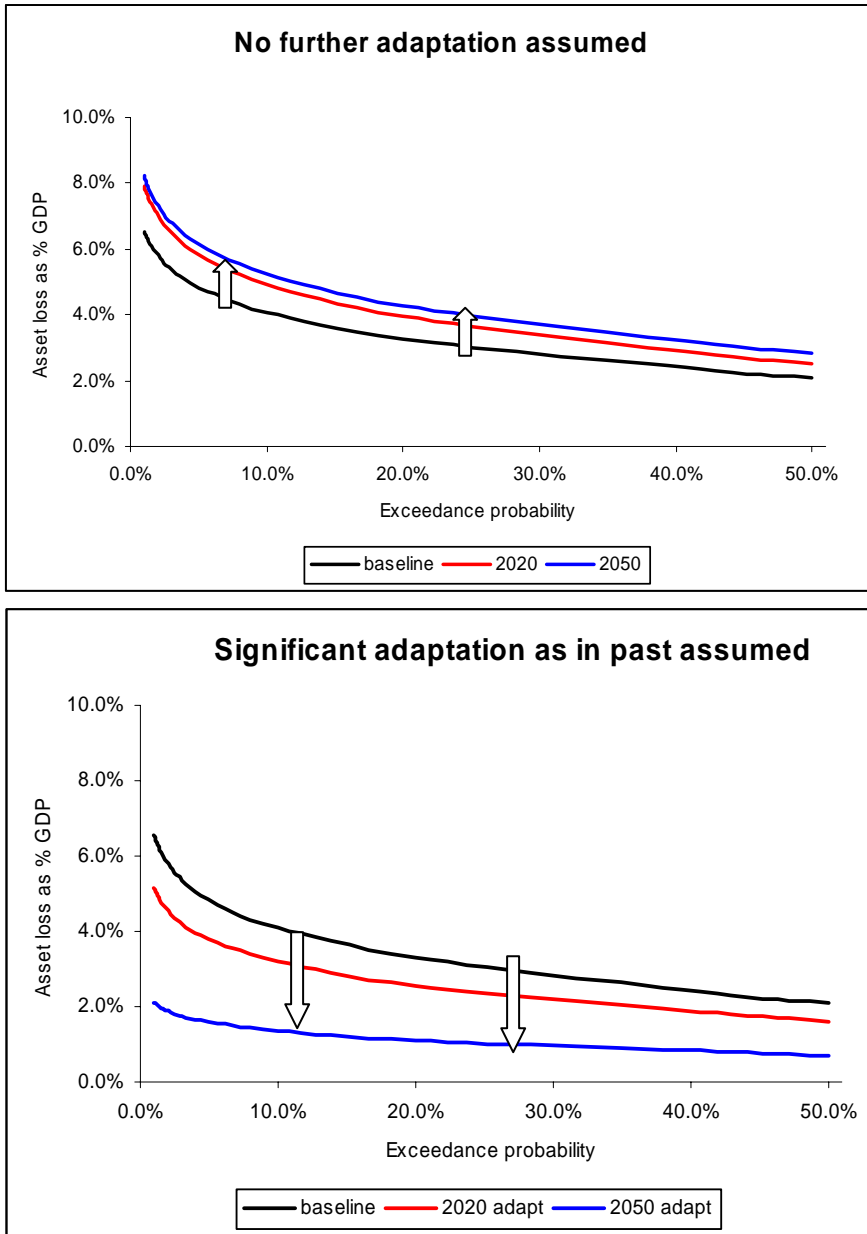 No further adaptation assumed
10.0%
8.0%
6.0%
4.0%
2.0%
0.0%
Asset loss as % GDP
0.0% 10.0% 20.0% 30.0% 40.0% 50.0%
Exceedance probability
baseline 2020 2050
Significant adaptation as in past assumed
10.0%
8.0%
6.0%
4.0%
2.0%
0.0%
Asset loss as % GDP
0.0% 10.0% 20.0% 30.0% 40.0% 50.0%
Exceedance probability
baseline 2020 adapt 2050 adapt